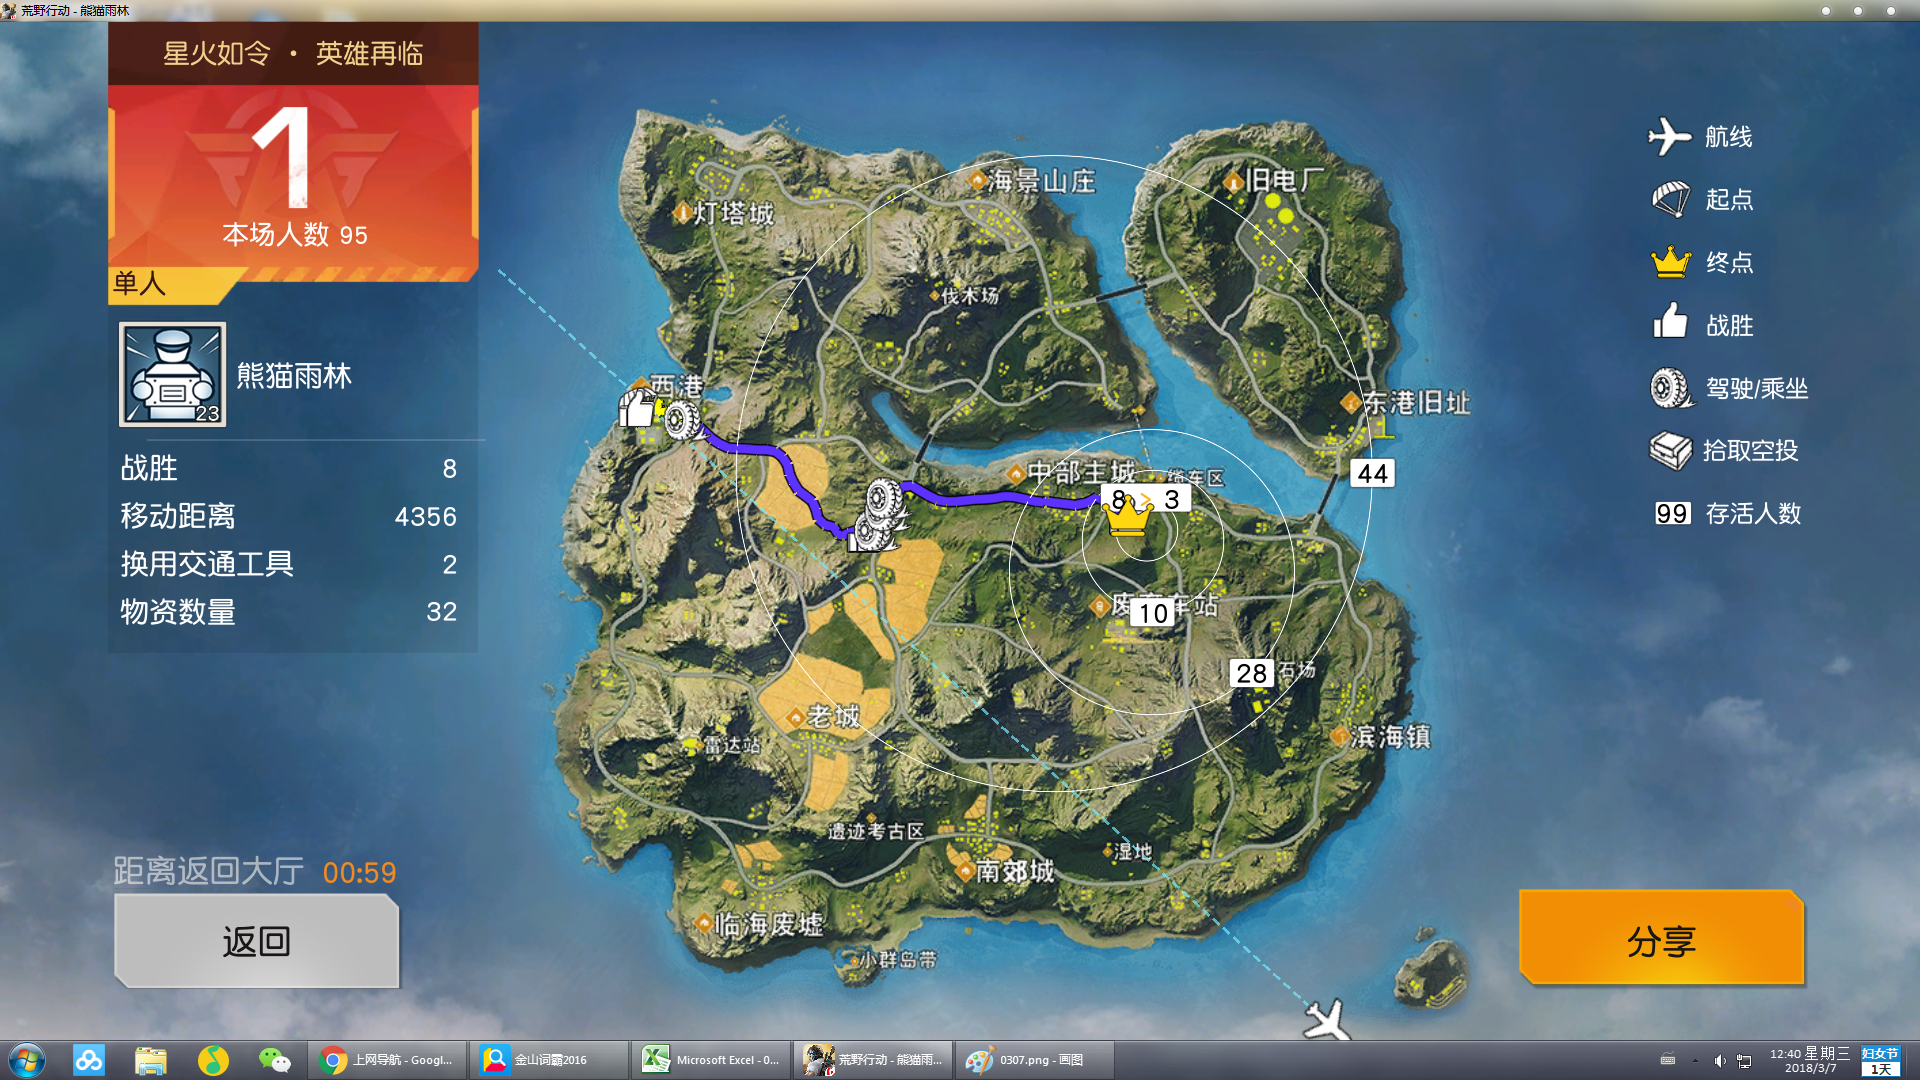 荒野行动 - 熊猫雨林
星火如令 · 英雄再临
1
本场人数 95
单人
23
熊猫雨林
战胜 8
移动距离 4356
换用交通工具 2
物资数量 32
距离返回大厅 00:59
返回
海景山庄
旧电厂
灯塔城
伐木场
西港
东港旧址
中部主城
缆车区
44
8 > 3
10
28
石场
老城
雷达站
滨海镇
遗迹考古区
湿地
南郊城
临海废墟
小群岛带
航线
起点
终点
战胜
驾驶/乘坐
拾取空投
99 存活人数
分享
上网导航 - Googl...
金山词霸2016
Microsoft Excel - 0...
荒野行动 - 熊猫雨...
0307.png - 画图
12:40 星期三
2018/3/7
妇女节
1天